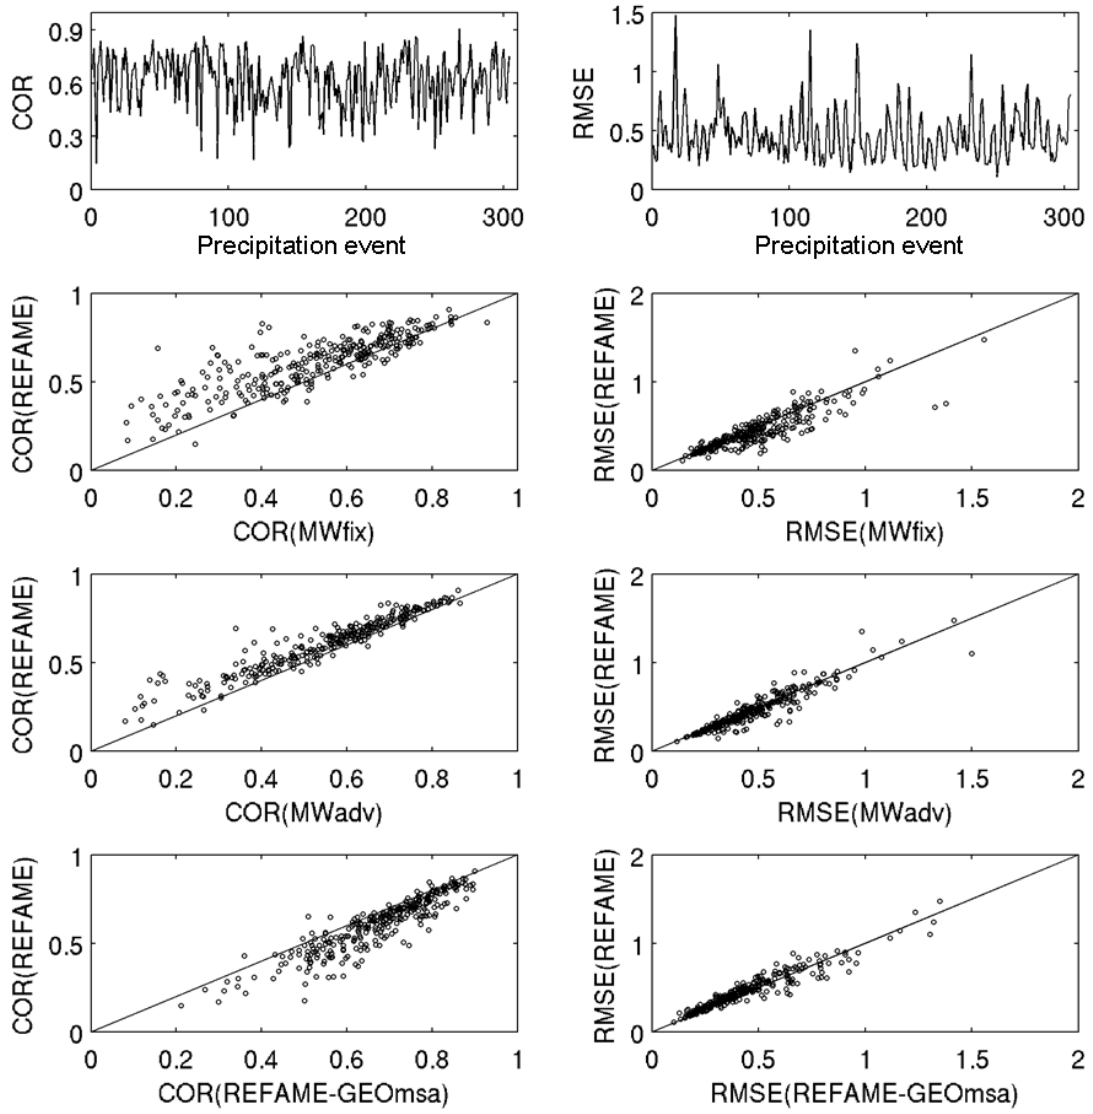 COR
0.9
0.6
0.3
0
0 100 200 300
Precipitation event
RMSE
1.5
1
0.5
0
0 100 200 300
Precipitation event
COR(REFAME)
1
0.5
0
0 0.2 0.4 0.6 0.8 1
COR(MWfix)
RMSE(REFAME)
2
1
0
0 0.5 1 1.5 2
RMSE(MWfix)
COR(REFAME)
1
0.5
0
0 0.2 0.4 0.6 0.8 1
COR(MWadv)
RMSE(REFAME)
2
1
0
0 0.5 1 1.5 2
RMSE(MWadv)
COR(REFAME)
1
0.5
0
0 0.2 0.4 0.6 0.8 1
COR(REFAME-GEOmsa)
RMSE(REFAME)
2
1
0
0 0.5 1 1.5 2
RMSE(REFAME-GEOmsa)